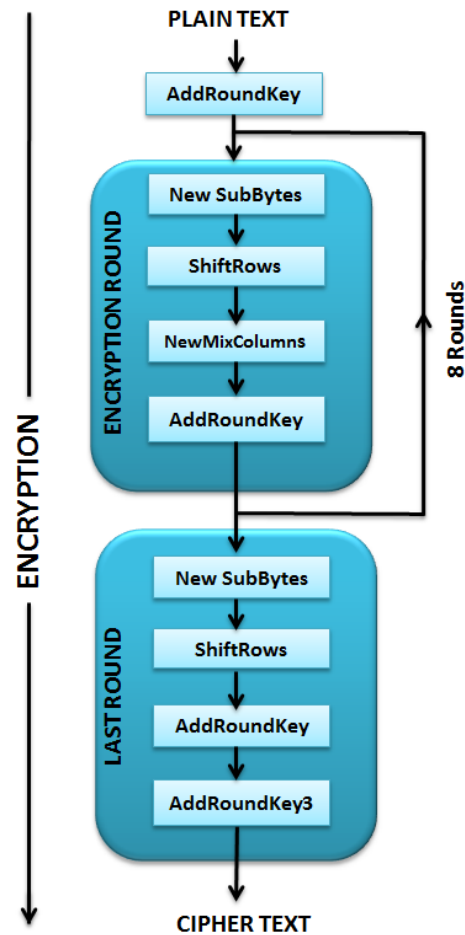 PLAIN TEXT
AddRoundKey
ENCRYPTION ROUND
New SubBytes
ShiftRows
NewMixColumns
AddRoundKey
8 Rounds
ENCRYPTION
LAST ROUND
New SubBytes
ShiftRows
AddRoundKey
AddRoundKey3
CIPHER TEXT